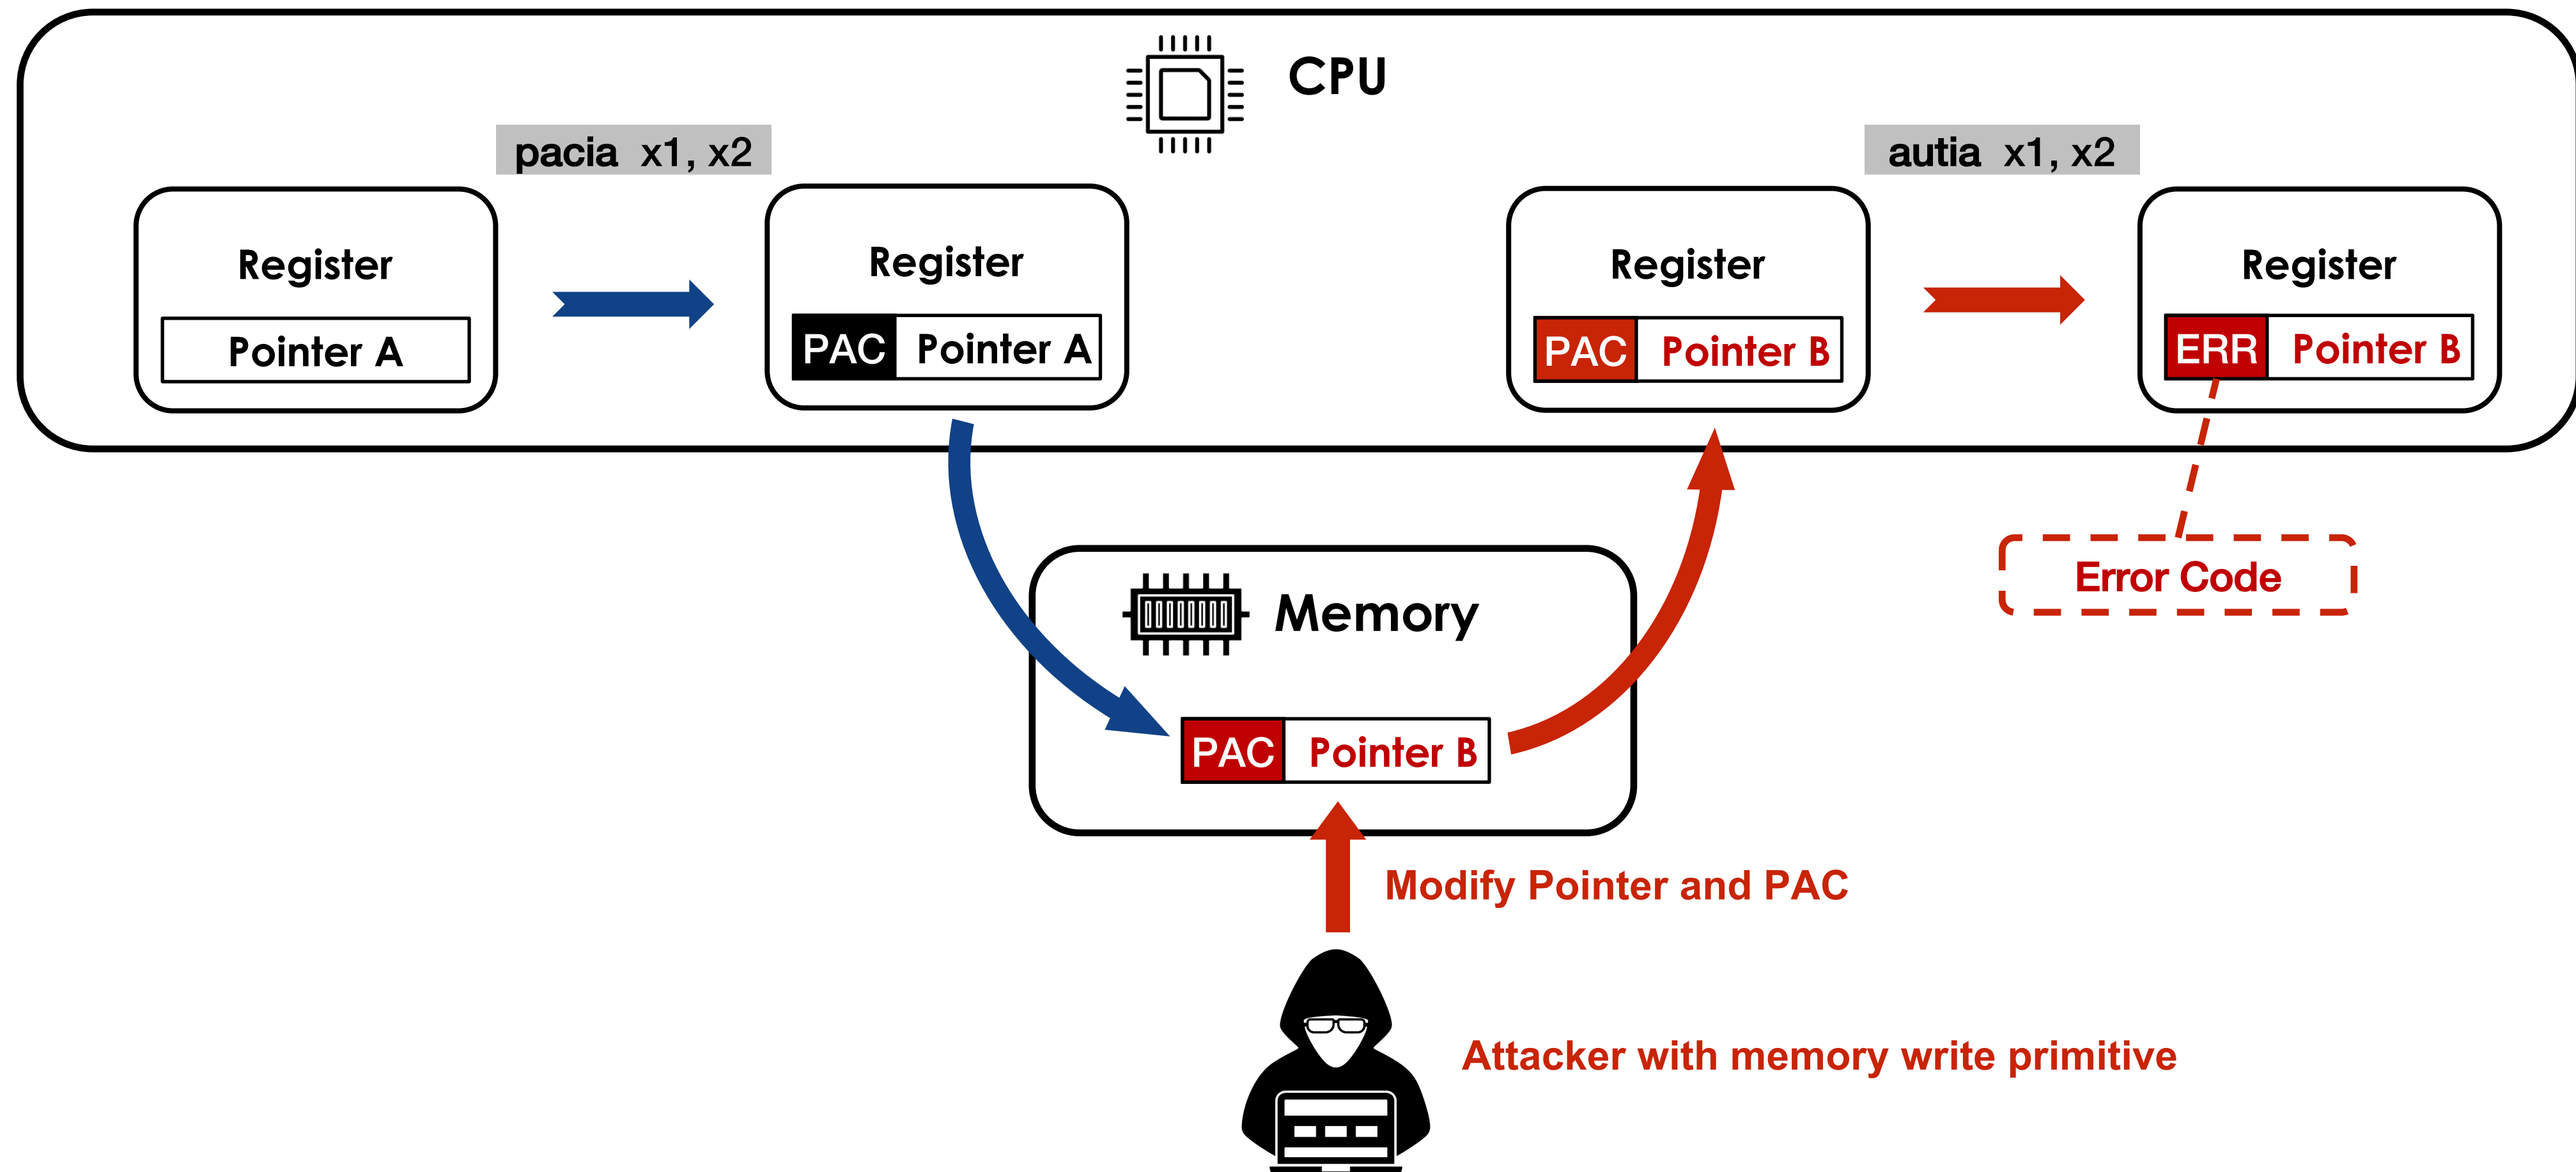 CPU
pacia x1, x2
autia x1, x2
Register
Pointer A
Register
PAC Pointer A
Register
PAC Pointer B
Register
ERR Pointer B
Error Code
Memory
PAC Pointer B
Modify Pointer and PAC
Attacker with memory write primitive